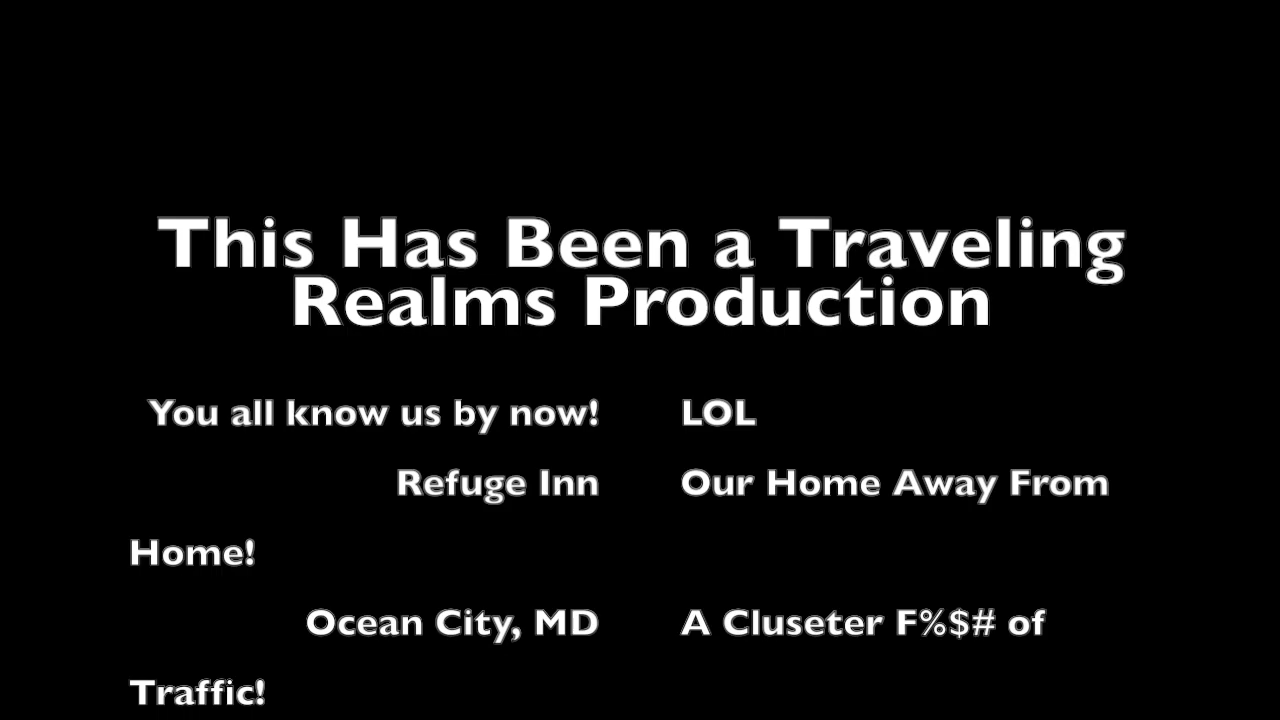 This Has Been a Traveling
Realms Production
You all know us by now! LOL
Refuge Inn Our Home Away From
Home!
Ocean City, MD A Cluseter F%$# of
Traffic!